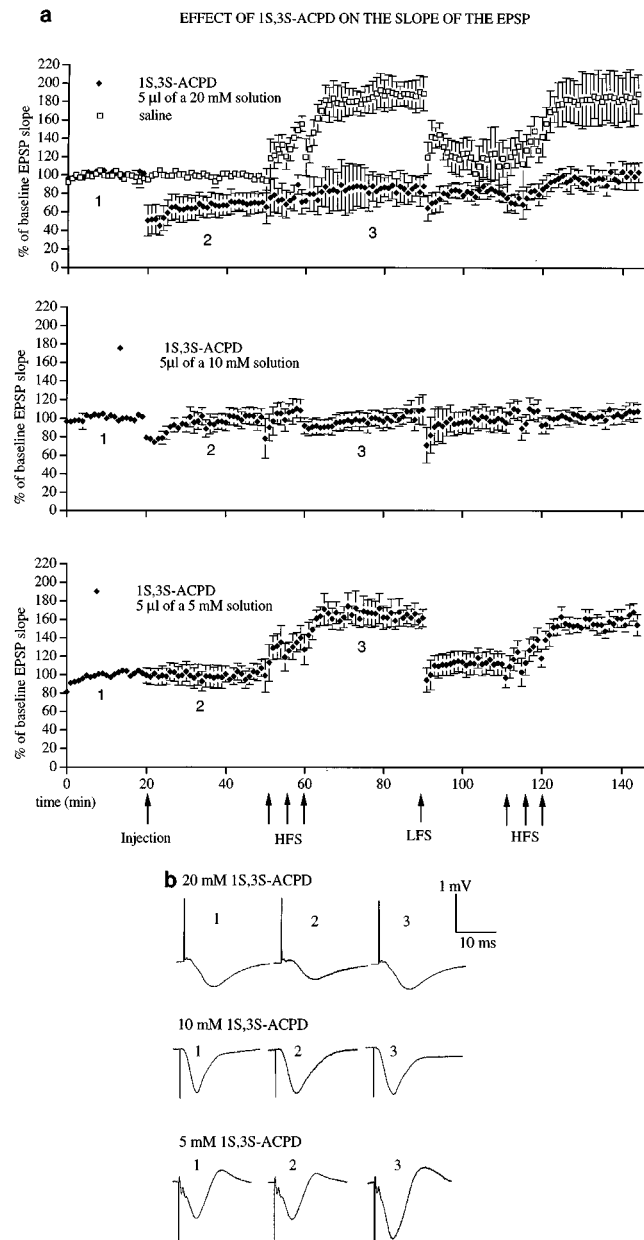 a EFFECT OF 1S,3S-ACPD ON THE SLOPE OF THE EPSP
% of baseline EPSP slope
220
200
180
160
140
120
100
80
60
40
20
0
1S,3S-ACPD
5 µl of a 20 mM solution
saline
1
2
3
% of baseline EPSP slope
220
200
180
160
140
120
100
80
60
40
20
0
1S,3S-ACPD
5µl of a 10 mM solution
1
2
3
% of baseline EPSP slope
220
200
180
160
140
120
100
80
60
40
20
0
1S,3S-ACPD
5 µl of a 5 mM solution
1
2
3
0 20 40 60 80 100 120 140
time (min)
Injection HFS LFS HFS
b 20 mM 1S,3S-ACPD
1 2 3
1 mV
10 ms
10 mM 1S,3S-ACPD
1 2 3
5 mM 1S,3S-ACPD
1 2 3